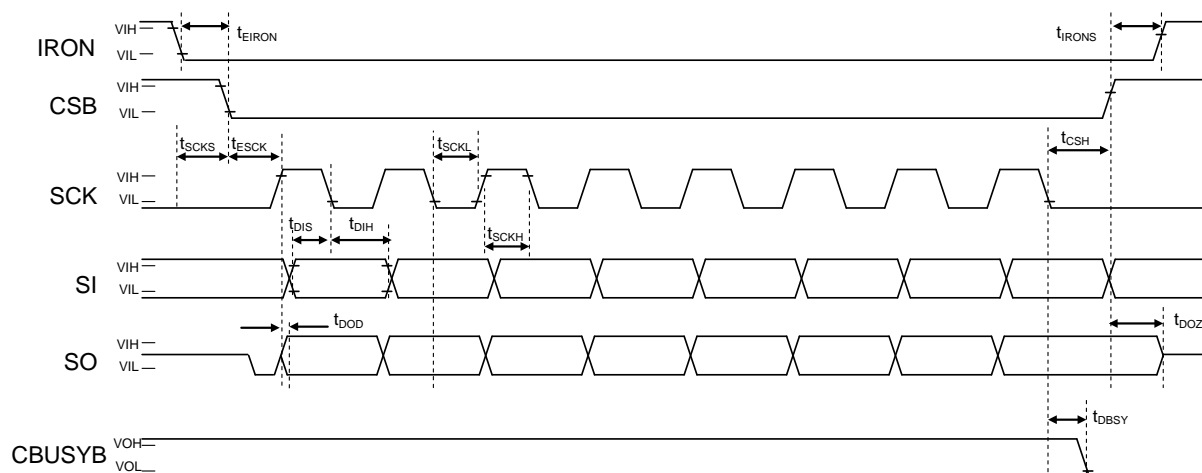 VIH
IRON
VIL
tEIRON
tIRONS
VIH
CSB
VIL
tSCKS
tESCK
tSCKL
tCSH
VIH
SCK
VIL
tDIS
tDIH
tSCKH
VIH
SI
VIL
tDOD
tDOZ
VIH
SO
VIL
tDBSY
VOH
CBUSYB
VOL